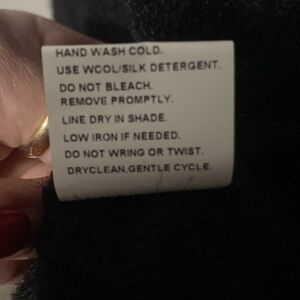 HAND WASH COLD.
USE WOOL/SILK DETERGENT.
DO NOT BLEACH.
REMOVE PROMPTLY.
LINE DRY IN SHADE.
LOW IRON IF NEEDED.
DO NOT WRING OR TWIST.
DRYCLEAN,GENTLE CYCLE.